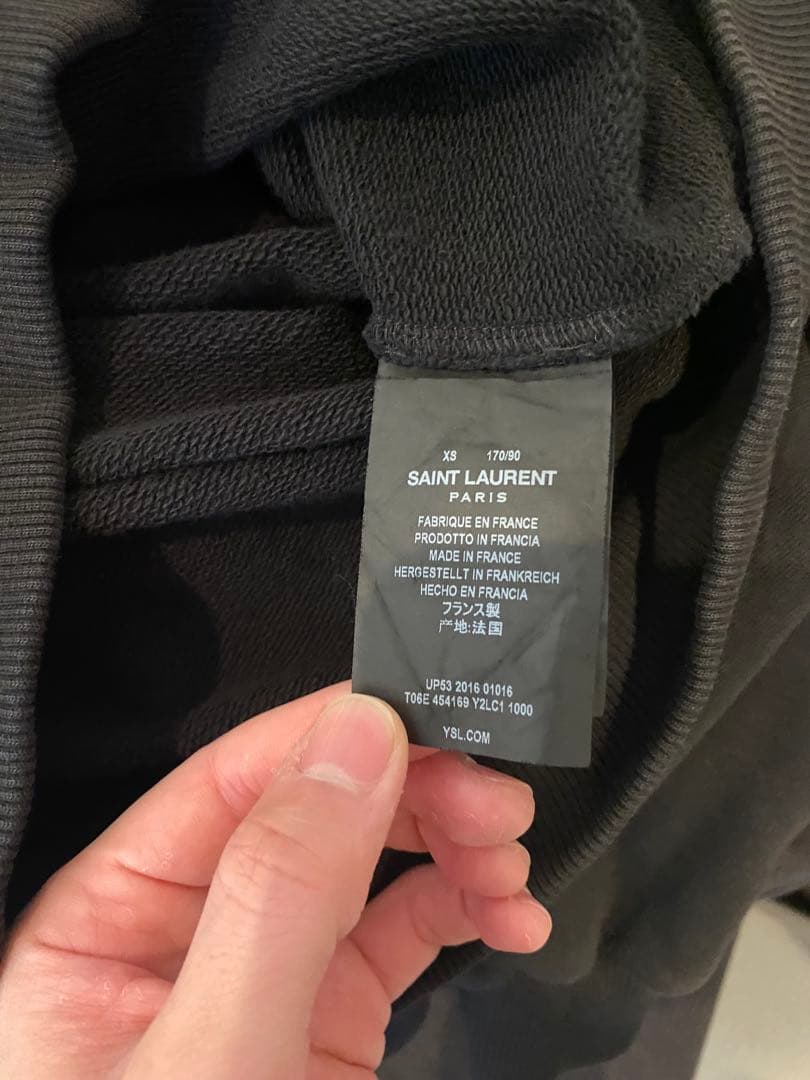 XS 170/90
SAINT LAURENT
PARIS
FABRIQUE EN FRANCE
PRODOTTO IN FRANCIA
MADE IN FRANCE
HERGESTELLT IN FRANKREICH
HECHO EN FRANCIA
フランス製
产地:法国
UP53 2016 01016
T06E 454169 Y2LC1 1000
YSL.COM